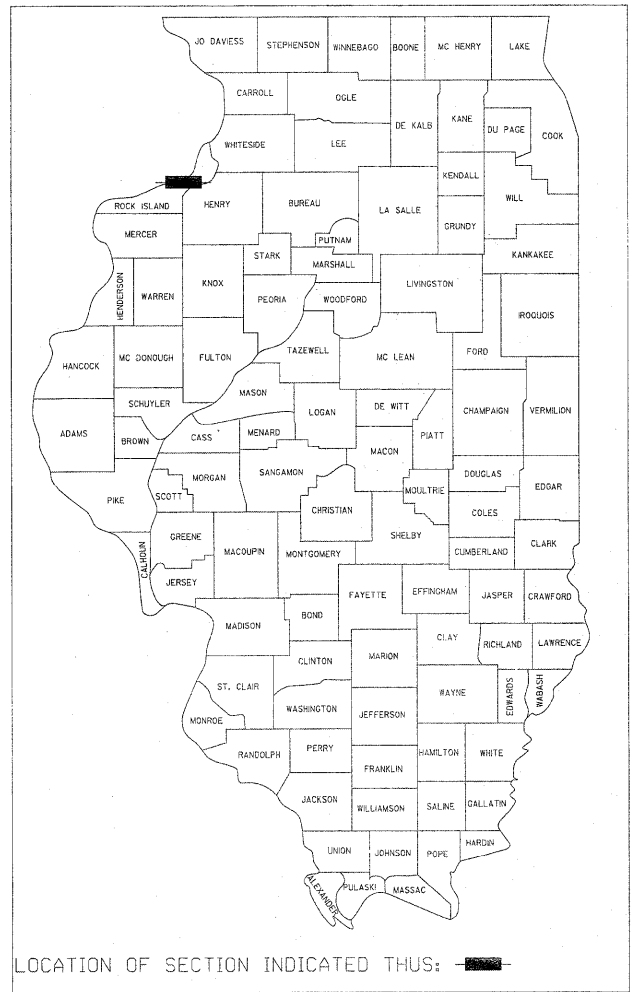 JO DAVIESS STEPHENSON WINNEBAGO BOONE MC HENRY LAKE
CARROLL OGLE DE KALB KANE DU PAGE COOK
WHITESIDE LEE
KENDALL
ROCK ISLAND HENRY BUREAU LA SALLE WILL
GRUNDY
MERCER PUTNAM
STARK MARSHALL KANKAKEE
HENDERSON WARREN KNOX PEORIA WOODFORD LIVINGSTON IROQUOIS
HANCOCK MC DONOUGH FULTON TAZEWELL MC LEAN FORD
MASON
SCHUYLER LOGAN DE WITT CHAMPAIGN VERMILION
ADAMS BROWN CASS MENARD MACON PIATT
PIKE SCOTT MORGAN SANGAMON MOULTRIE DOUGLAS EDGAR
CHRISTIAN COLES
CALHOUN GREENE MACOUPIN MONTGOMERY SHELBY CUMBERLAND CLARK
JERSEY FAYETTE EFFINGHAM JASPER CRAWFORD
MADISON BOND
CLAY RICHLAND LAWRENCE
CLINTON MARION
ST. CLAIR WAYNE EDWARDS WABASH
MONROE WASHINGTON JEFFERSON
RANDOLPH PERRY HAMILTON WHITE
FRANKLIN
JACKSON WILLIAMSON SALINE GALLATIN
UNION JOHNSON POPE HARDIN
ALEXANDER PULASKI MASSAC
LOCATION OF SECTION INDICATED THUS: